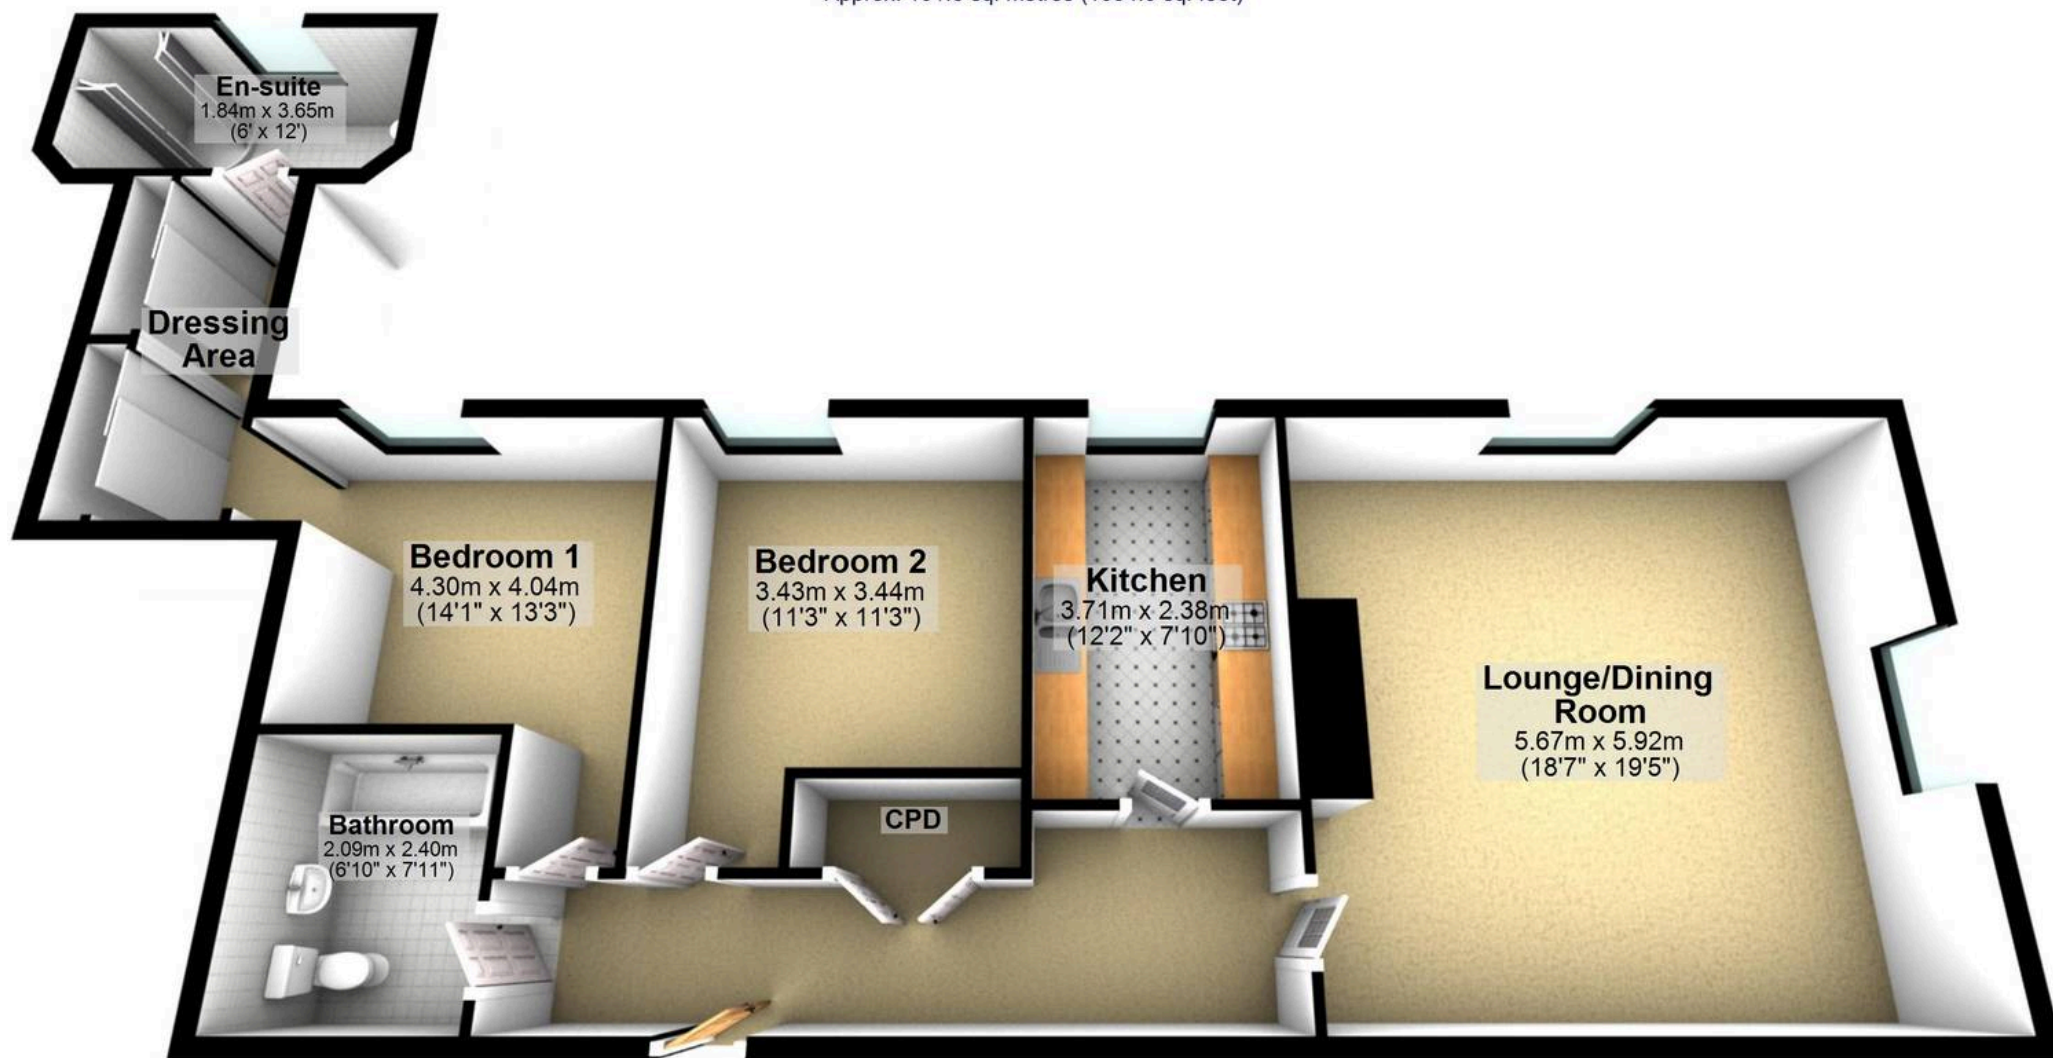 En-suite
1.84m x 3.65m
(6' x 12')
Dressing
Area
Bedroom 1
4.30m x 4.04m
(14'1" x 13'3")
Bedroom 2
3.43m x 3.44m
(11'3" x 11'3")
Kitchen
3.71m x 2.38m
(12'2" x 7'10")
Lounge/Dining
Room
5.67m x 5.92m
(18'7" x 19'5")
CPD
Bathroom
2.09m x 2.40m
(6'10" x 7'11")